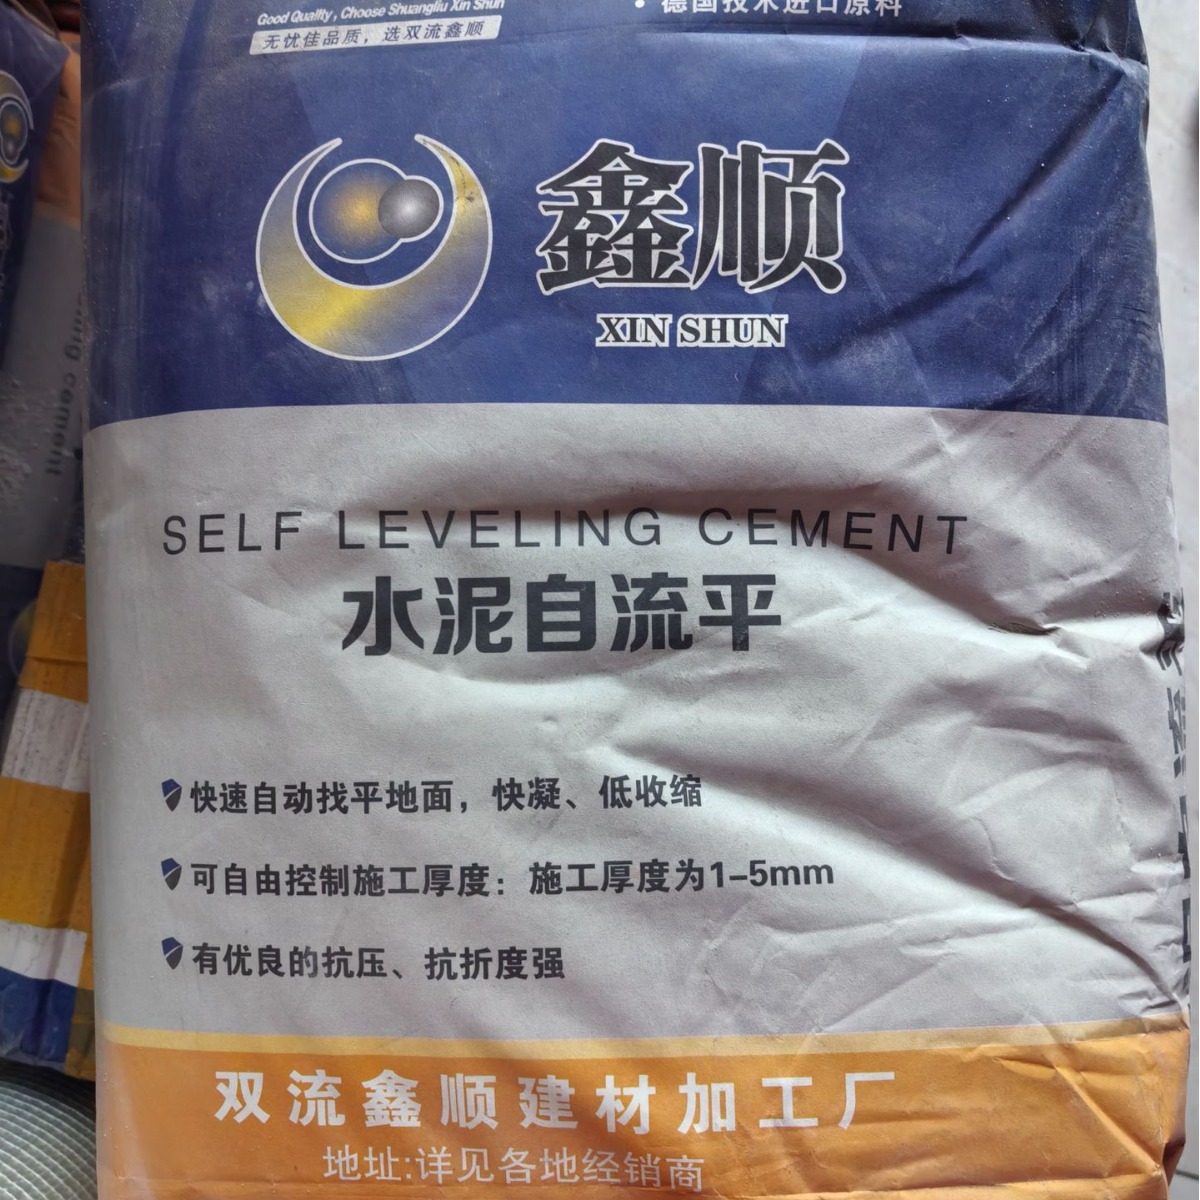 Good Quality, Choose Shuangliu Xin Shun
无忧佳品质，选双流鑫顺
• 德国技术进口原料
鑫顺
XIN SHUN
SELF LEVELING CEMENT
水泥自流平
快速自动找平地面，快凝、低收缩
可自由控制施工厚度：施工厚度为1-5mm
有优良的抗压、抗折度强
双流鑫顺建材加工厂
地址:详见各地经销商
cement